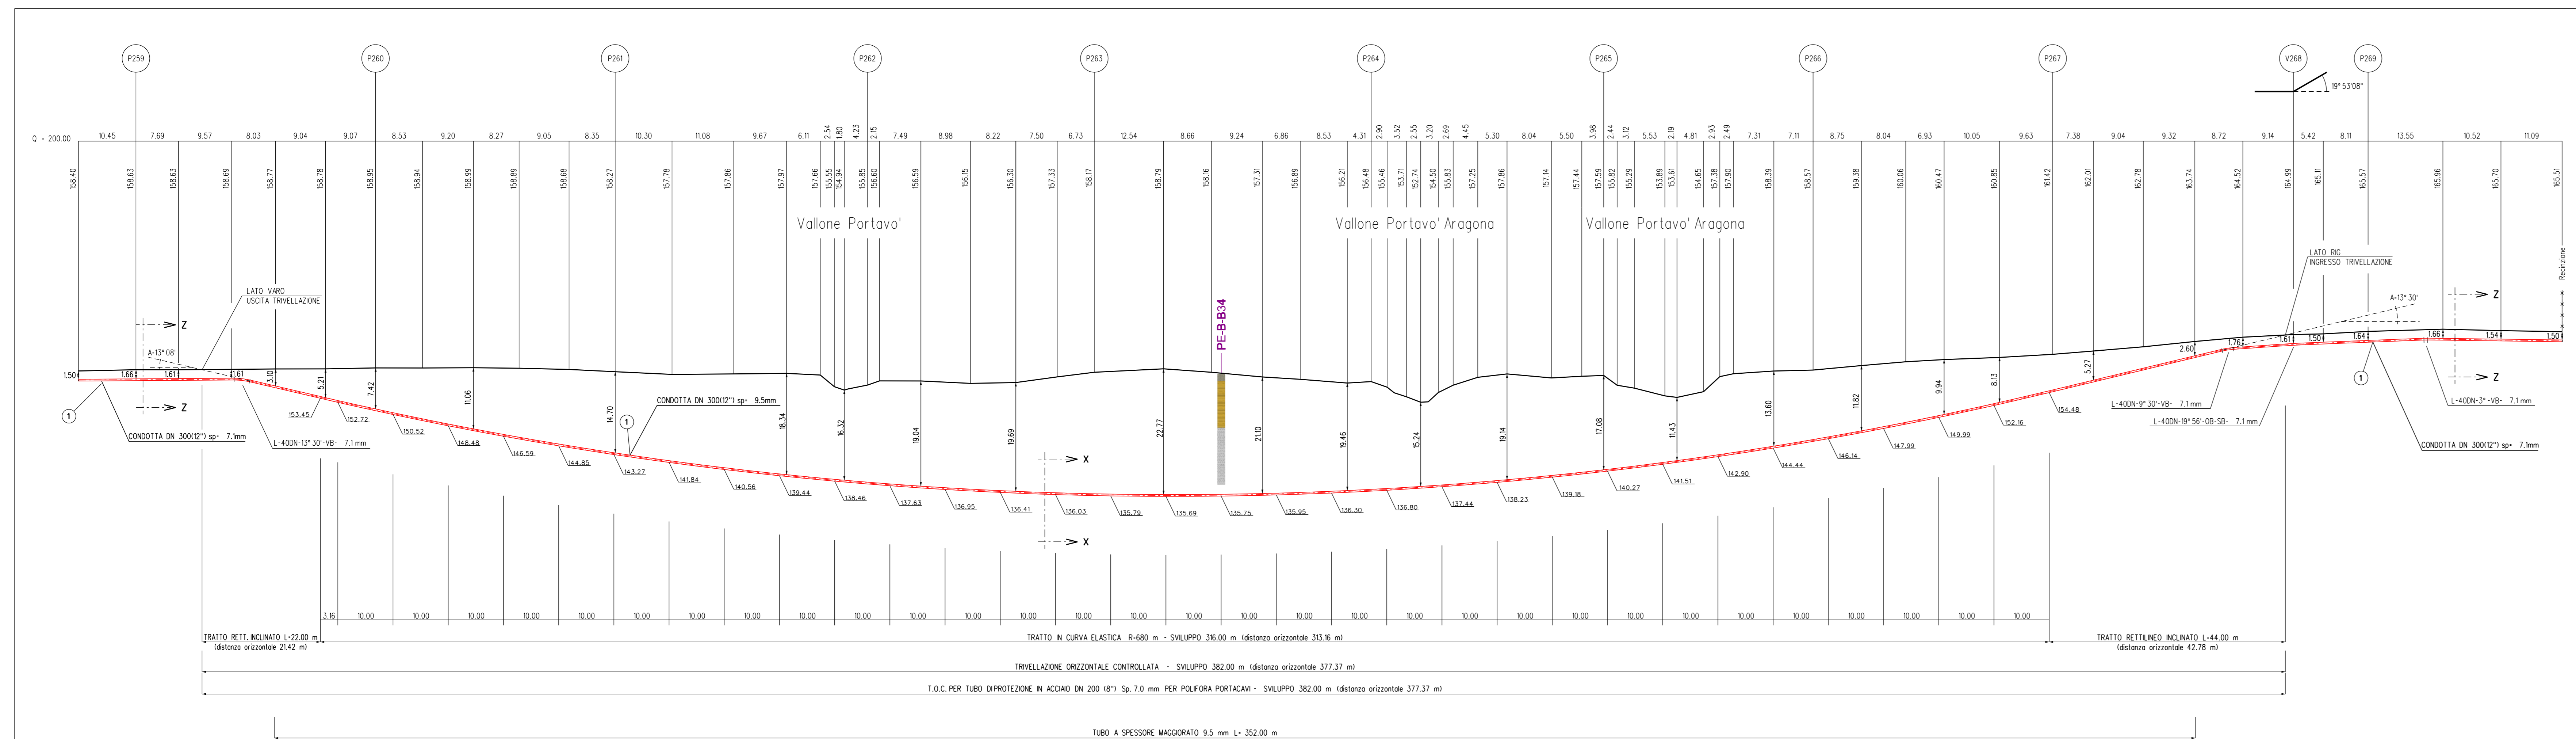 P259 P260 P261 P262 P263 P264 P265 P266 P267 V268 P269
19° 53'08"
Q = 200.00
10.45 7.69 9.57 8.03 9.04 9.07 8.53 9.20 8.27 9.05 8.35 10.30 11.08 9.67 6.11 2.54 1.80 4.23 2.15 7.49 8.98 8.22 7.50 6.73 12.54 8.66 9.24 6.86 8.53 4.31 2.90 3.52 2.55 3.20 2.69 4.45 5.30 8.04 5.50 3.98 2.44 3.12 5.53 2.19 4.81 2.93 2.49 7.31 7.11 8.75 8.04 6.93 10.05 9.63 7.38 9.04 9.32 8.72 9.14 5.42 8.11 13.55 10.52 11.09
158.40 158.63 158.63 158.69 158.77 158.78 158.95 158.94 158.99 158.89 158.68 158.27 157.78 157.86 157.97 157.66 155.55 154.94 155.85 156.60 156.59 156.15 156.30 157.33 158.17 158.79 158.16 157.31 156.89 156.21 156.48 155.46 153.71 152.74 154.50 155.83 157.25 157.86 157.14 157.44 157.59 155.82 155.29 153.89 153.61 154.65 157.38 157.90 158.39 158.57 159.38 160.06 160.47 160.85 161.42 162.01 162.78 163.74 164.52 164.99 165.11 165.57 165.96 165.70 165.51
Vallone Portavo'
Vallone Portavo' Aragona
Vallone Portavo' Aragona
Recinzione
LATO RIG
INGRESSO TRIVELLAZIONE
LATO VARO
USCITA TRIVELLAZIONE
PE-B-B34
Z
Z
A=13° 30'
A=13° 08'
1.50 1.66 1.61 1.61 3.10 5.21 7.42 11.06 14.70 18.34 16.32 19.04 19.69 22.77 21.10 19.46 15.24 19.14 17.08 11.43 13.60 11.82 9.94 8.13 5.27 2.60 1.76 1.61 1.50 1.64 1.66 1.54 1.50
Z
Z
1
1
1
CONDOTTA DN 300(12") sp= 9.5mm
L-40DN-3° -VB- 7.1 mm
L-40DN-9° 30'-VB- 7.1 mm
L-40DN-19° 56'-OB-SB- 7.1 mm
CONDOTTA DN 300(12") sp= 7.1mm
L-40DN-13° 30'-VB- 7.1 mm
CONDOTTA DN 300(12") sp= 7.1mm
153.45 152.72 150.52 148.48 146.59 144.85 143.27 141.84 140.56 139.44 138.46 137.63 136.95 136.41 136.03 135.79 135.69 135.75 135.95 136.30 136.80 137.44 138.23 139.18 140.27 141.51 142.90 144.44 146.14 147.99 149.99 152.16 154.48
X
X
3.16 10.00 10.00 10.00 10.00 10.00 10.00 10.00 10.00 10.00 10.00 10.00 10.00 10.00 10.00 10.00 10.00 10.00 10.00 10.00 10.00 10.00 10.00 10.00 10.00 10.00 10.00 10.00 10.00 10.00 10.00 10.00
TRATTO RETT. INCLINATO L=22.00 m
(distanza orizzontale 21.42 m)
TRATTO IN CURVA ELASTICA R=680 m - SVILUPPO 316.00 m (distanza orizzontale 313.16 m)
TRATTO RETTILINEO INCLINATO L=44.00 m
(distanza orizzontale 42.78 m)
TRIVELLAZIONE ORIZZONTALE CONTROLLATA - SVILUPPO 382.00 m (distanza orizzontale 377.37 m)
T.O.C. PER TUBO DI PROTEZIONE IN ACCIAIO DN 200 (8") Sp. 7.0 mm PER POLIFORA PORTACAVI - SVILUPPO 382.00 m (distanza orizzontale 377.37 m)
TUBO A SPESSORE MAGGIORATO 9.5 mm L= 352.00 m